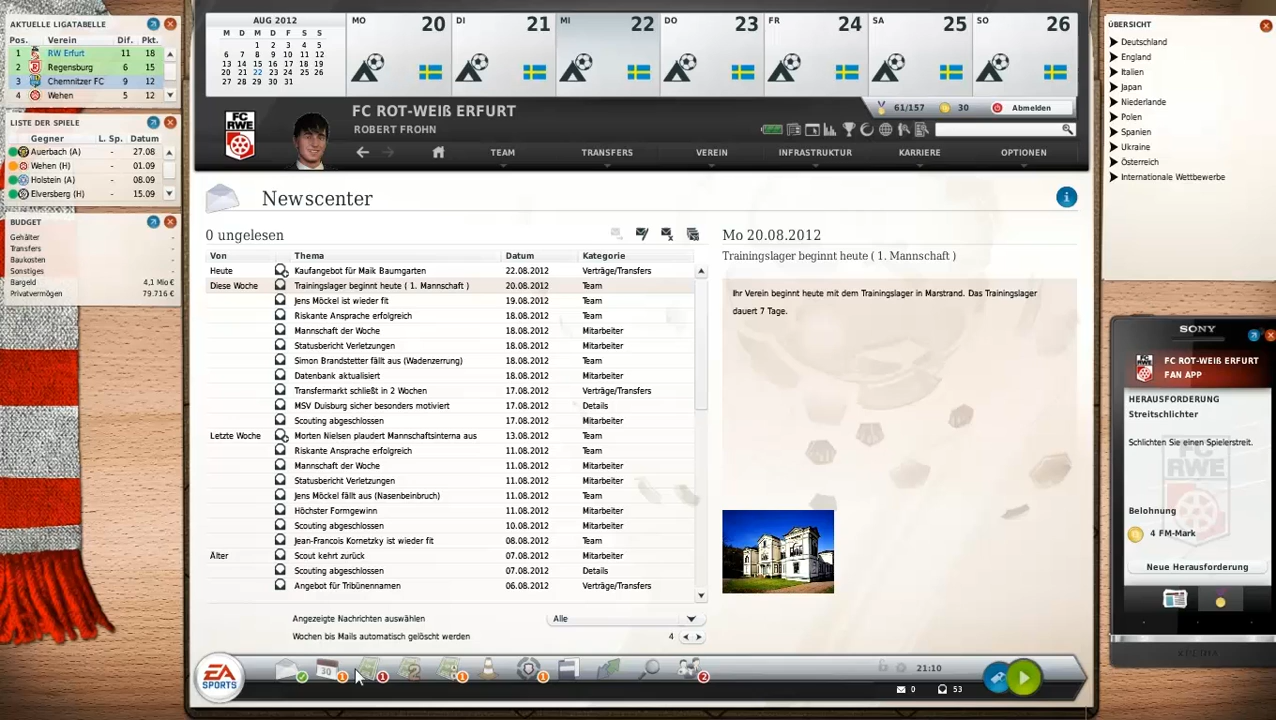 AKTUELLE LIGATABELLE
Pos. Verein Dif. Pkt.
1 RW Erfurt 11 18
2 Regensburg 6 15
3 Chemnitzer FC 9 12
4 Wehen 5 12
LISTE DER SPIELE
Gegner L. Sp. Datum
Auerbach (A) - 27.08
Wehen (H) - 01.09
Holstein (A) - 08.09
Elversberg (H) - 15.09
BUDGET
Gehälter -
Transfers -
Baukosten -
Sonstiges -
Bargeld 4,1 Mio €
Privatvermögen 79.716 €
AUG 2012
M D M D F S S
1 2 3 4 5
6 7 8 9 10 11 12
13 14 15 16 17 18 19
20 21 22 23 24 25 26
27 28 29 30 31
MO 20
DI 21
MI 22
DO 23
FR 24
SA 25
SO 26
FC RWE
FC ROT-WEIß ERFURT
ROBERT FROHN
61/157 30 Abmelden
TEAM TRANSFERS VEREIN INFRASTRUKTUR KARRIERE OPTIONEN
Newscenter
0 ungelesen
Von Thema Datum Kategorie
Heute Kaufangebot für Maik Baumgarten 22.08.2012 Verträge/Transfers
Diese Woche Trainingslager beginnt heute ( 1. Mannschaft ) 20.08.2012 Team
Jens Möckel ist wieder fit 19.08.2012 Team
Riskante Ansprache erfolgreich 18.08.2012 Team
Mannschaft der Woche 18.08.2012 Mitarbeiter
Statusbericht Verletzungen 18.08.2012 Mitarbeiter
Simon Brandstetter fällt aus (Wadenzerrung) 18.08.2012 Team
Datenbank aktualisiert 18.08.2012 Mitarbeiter
Transfermarkt schließt in 2 Wochen 17.08.2012 Verträge/Transfers
MSV Duisburg sicher besonders motiviert 17.08.2012 Details
Scouting abgeschlossen 17.08.2012 Mitarbeiter
Letzte Woche Morten Nielsen plaudert Mannschaftsinterna aus 13.08.2012 Team
Riskante Ansprache erfolgreich 11.08.2012 Team
Mannschaft der Woche 11.08.2012 Mitarbeiter
Statusbericht Verletzungen 11.08.2012 Mitarbeiter
Jens Möckel fällt aus (Nasenbeinbruch) 11.08.2012 Team
Höchster Formgewinn 11.08.2012 Mitarbeiter
Scouting abgeschlossen 10.08.2012 Mitarbeiter
Jean-Francois Kornetzky ist wieder fit 08.08.2012 Team
Älter Scout kehrt zurück 07.08.2012 Mitarbeiter
Scouting abgeschlossen 07.08.2012 Details
Angebot für Tribünennamen 06.08.2012 Verträge/Transfers
Angezeigte Nachrichten auswählen Alle
Wochen bis Mails automatisch gelöscht werden 4
Mo 20.08.2012
Trainingslager beginnt heute ( 1. Mannschaft )
Ihr Verein beginnt heute mit dem Trainingslager in Marstrand. Das Trainingslager
dauert 7 Tage.
ÜBERSICHT
Deutschland
England
Italien
Japan
Niederlande
Polen
Spanien
Ukraine
Österreich
Internationale Wettbewerbe
SONY
FC ROT-WEIß ERFURT
FAN APP
HERAUSFORDERUNG
Streitschlichter
Schlichten Sie einen Spielerstreit.
Belohnung
4 FM-Mark
Neue Herausforderung
XPERIA
EA SPORTS
30 1 1 1 1 2
21:10
0 53